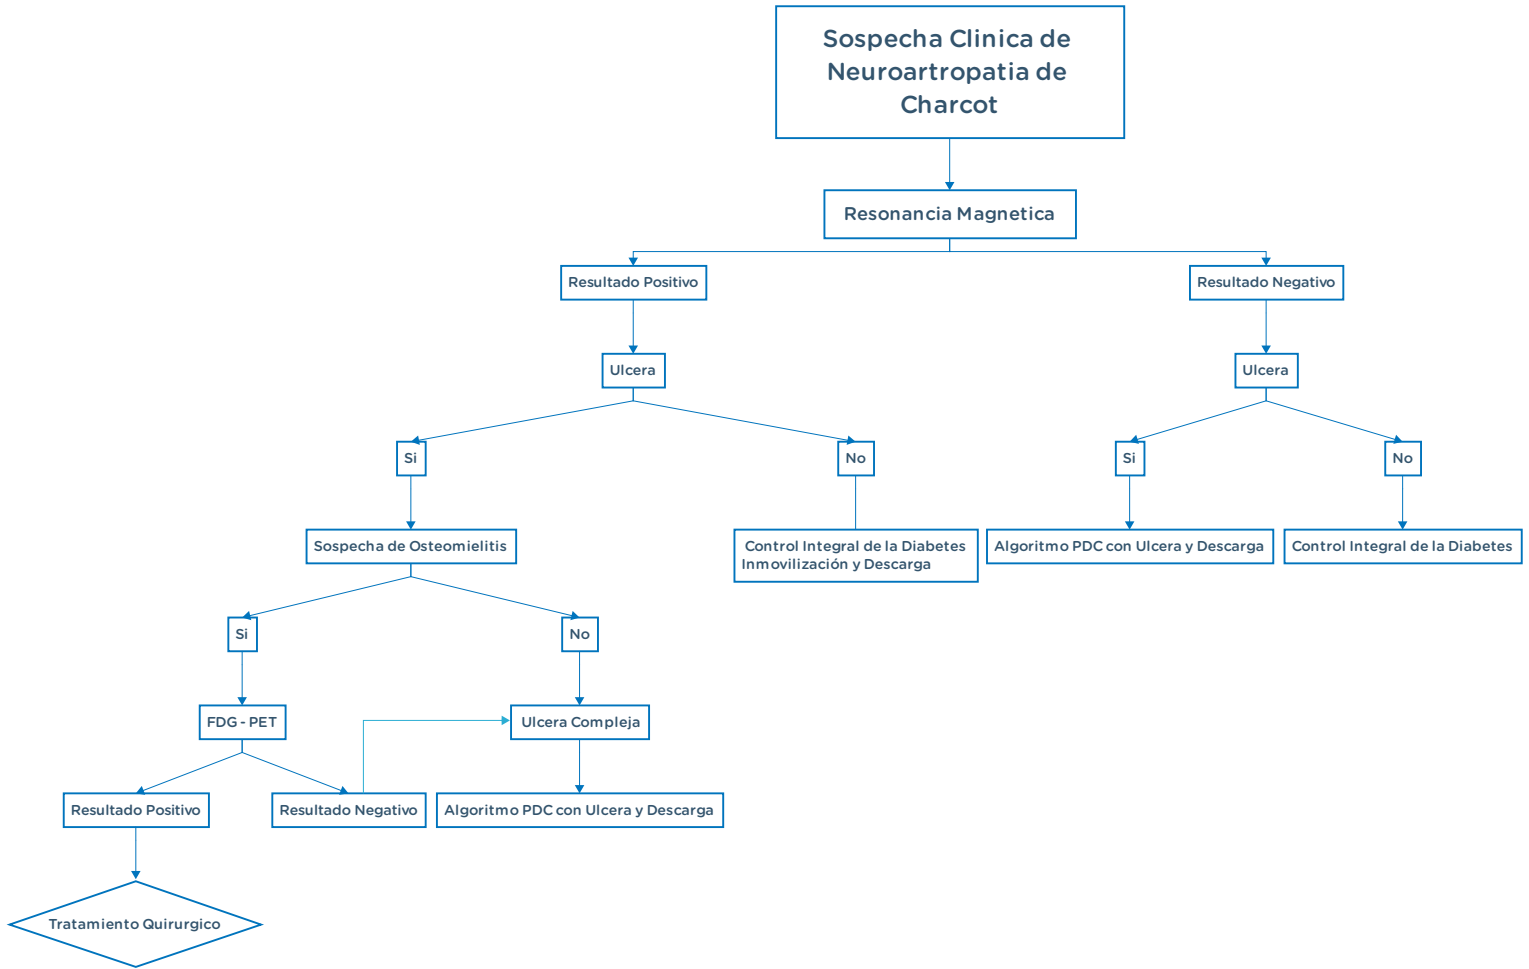 Sospecha Clinica de
Neuroartropatia de
Charcot
Resonancia Magnetica
Resultado Positivo
Resultado Negativo
Ulcera
Ulcera
Si
No
Si
No
Sospecha de Osteomielitis
Control Integral de la Diabetes
Inmovilización y Descarga
Algoritmo PDC con Ulcera y Descarga
Control Integral de la Diabetes
Si
No
FDG - PET
Ulcera Compleja
Resultado Positivo
Resultado Negativo
Algoritmo PDC con Ulcera y Descarga
Tratamiento Quirurgico